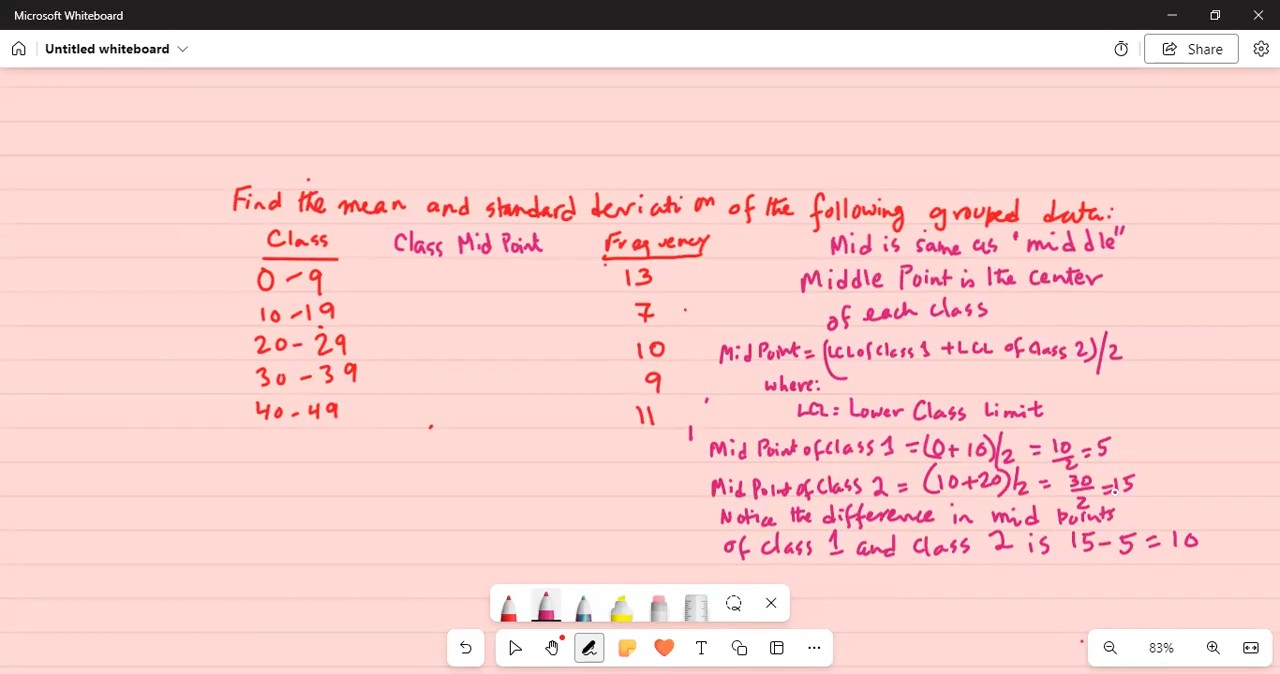 Microsoft Whiteboard
Untitled whiteboard
Share
Find the mean and standard deviation of the following grouped data:
Class Class Mid Point Frequency
0-9 13
10-19 7
20-29 10
30-39 9
40-49 11
Mid is same as "middle"
Middle Point is the center
of each class
Mid Point = (LCL of Class 1 + LCL of Class 2)/2
where:
LCL = Lower Class Limit
Mid Point of Class 1 = (0+10)/2 = 10/2 = 5
Mid Point of Class 2 = (10+20)/2 = 30/2 = 15
Notice the difference in mid points
of class 1 and class 2 is 15-5 = 10
83%